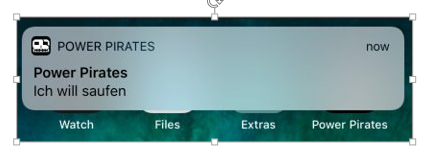 POWER PIRATES now
Power Pirates
Ich will saufen
Watch Files Extras Power Pirates